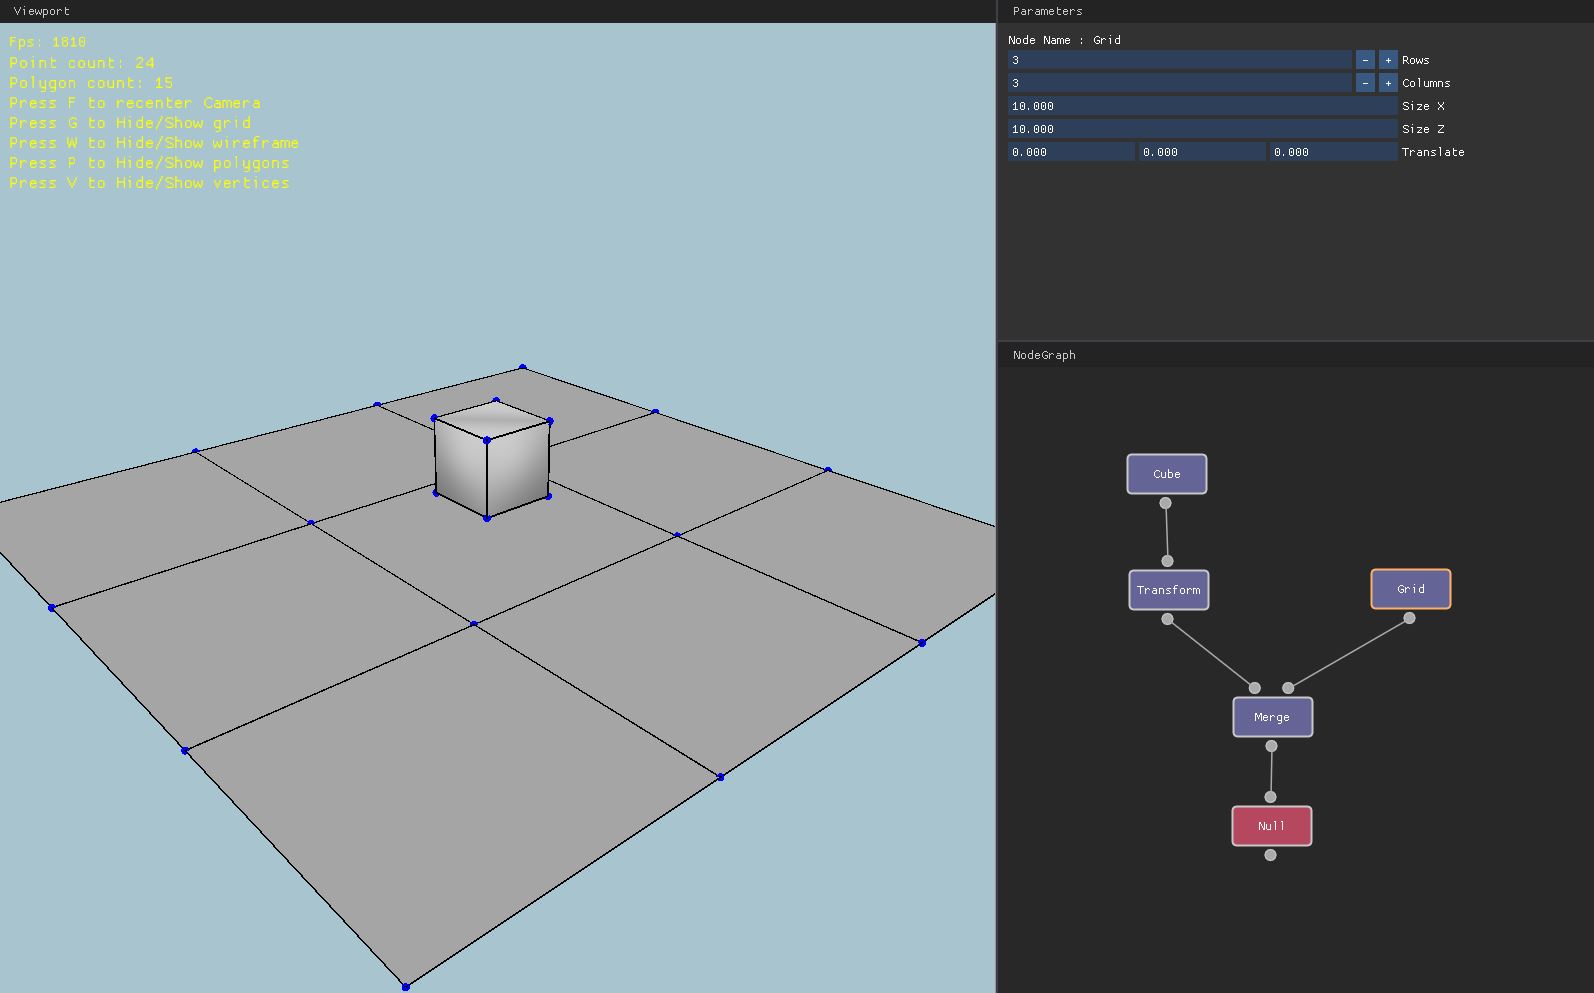 Viewport
Fps: 1810
Point count: 24
Polygon count: 15
Press F to recenter Camera
Press G to Hide/Show grid
Press W to Hide/Show wireframe
Press P to Hide/Show polygons
Press V to Hide/Show vertices
Parameters
Node Name : Grid
3 - + Rows
3 - + Columns
10.000 Size X
10.000 Size Z
0.000 0.000 0.000 Translate
NodeGraph
Cube
Transform
Grid
Merge
Null